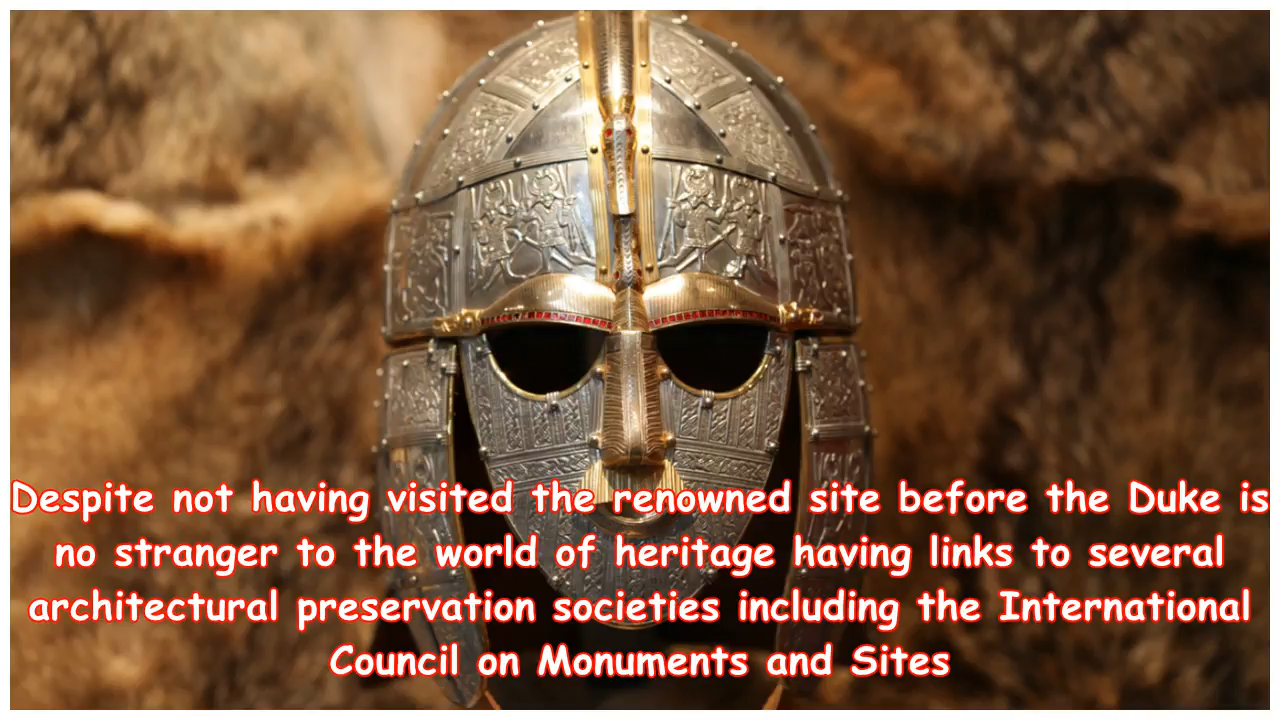 Despite not having visited the renowned site before the Duke is
no stranger to the world of heritage having links to several
architectural preservation societies including the International
Council on Monuments and Sites